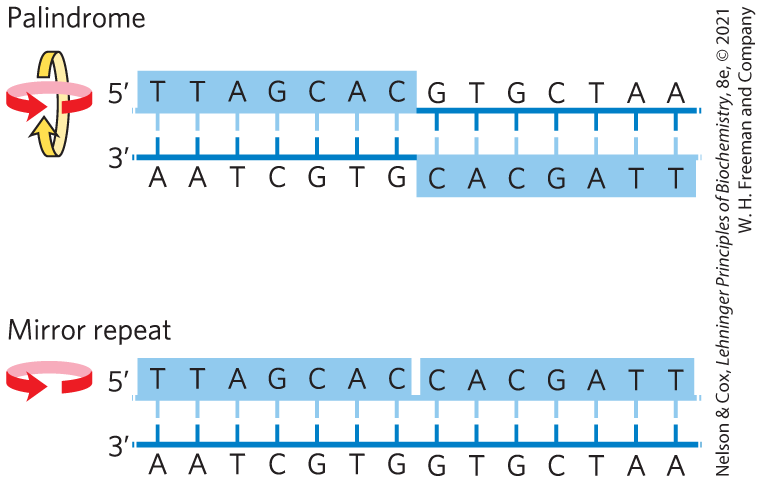 Palindrome
5′ T T A G C A C G T G C T A A
3′
A A T C G T G C A C G A T T
Mirror repeat
5′ T T A G C A C C A C G A T T
3′
A A T C G T G G T G C T A A
Nelson & Cox, Lehninger Principles of Biochemistry, 8e, © 2021
W. H. Freeman and Company